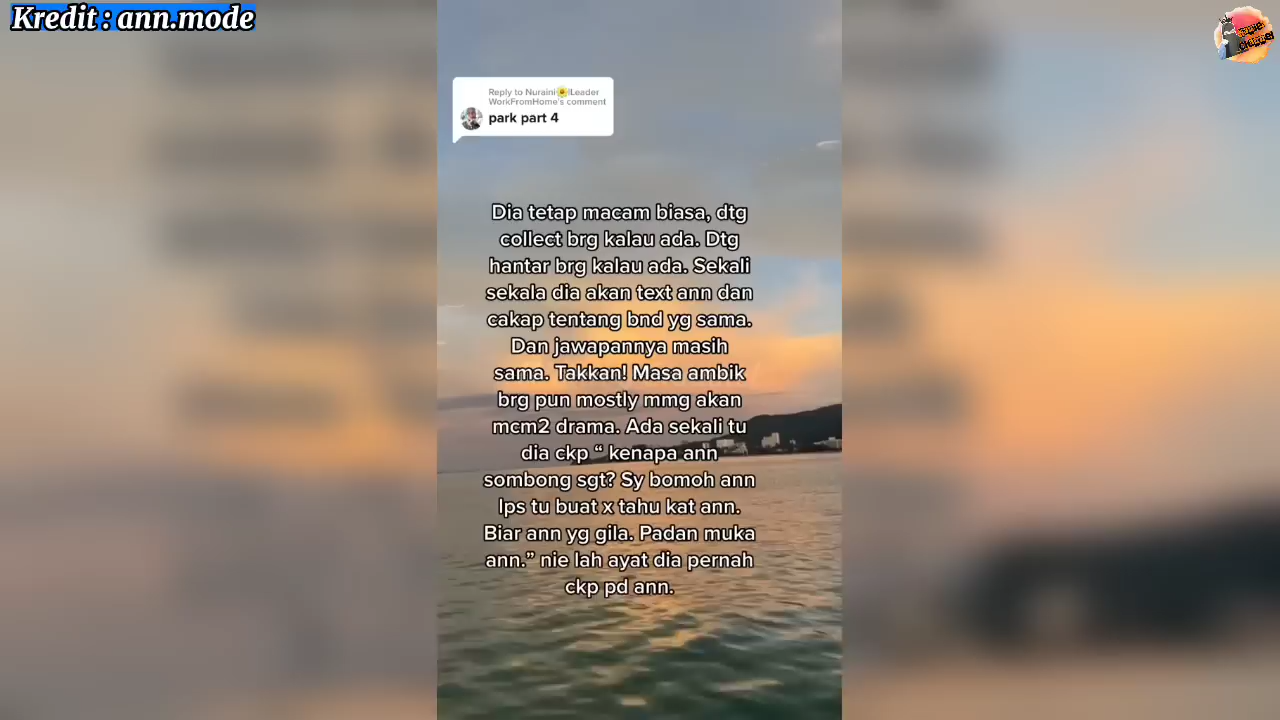 Kredit : ann.mode
Reply to Nuraini🌻|Leader
WorkFromHome's comment
park part 4
Dia tetap macam biasa, dtg
collect brg kalau ada. Dtg
hantar brg kalau ada. Sekali
sekala dia akan text ann dan
cakap tentang bnd yg sama.
Dan jawapannya masih
sama. Takkan! Masa ambik
brg pun mostly mmg akan
mcm2 drama. Ada sekali tu
dia ckp “ kenapa ann
sombong sgt? Sy bomoh ann
lps tu buat x tahu kat ann.
Biar ann yg gila. Padan muka
ann.” nie lah ayat dia pernah
ckp pd ann.